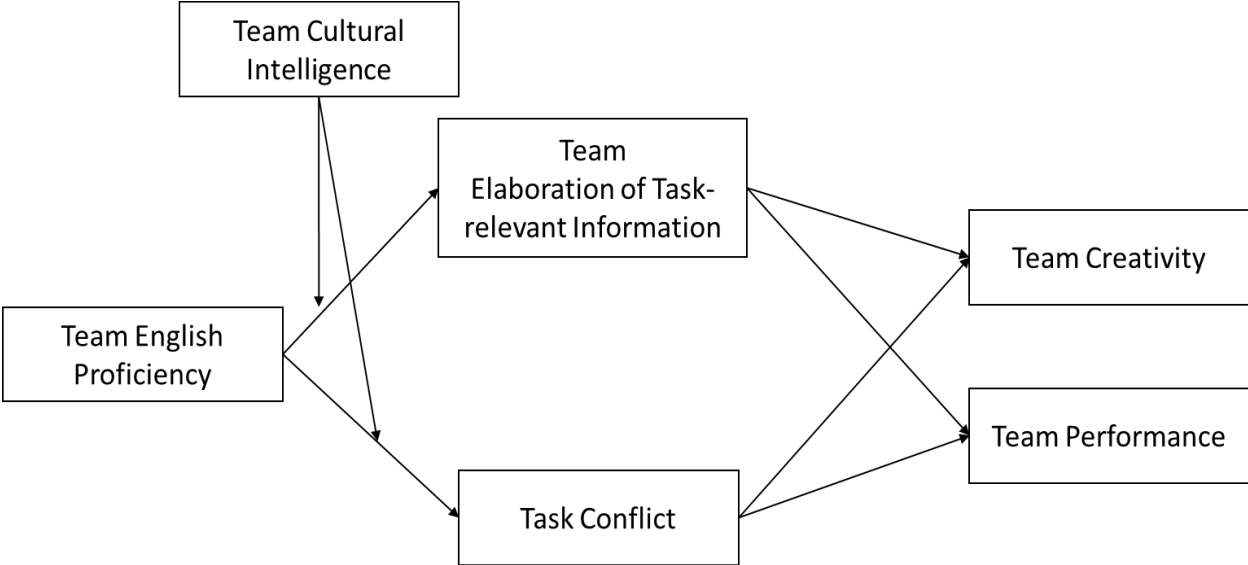 Team Cultural
Intelligence
Team
Elaboration of Task-
relevant Information
Team Creativity
Team English
Proficiency
Team Performance
Task Conflict